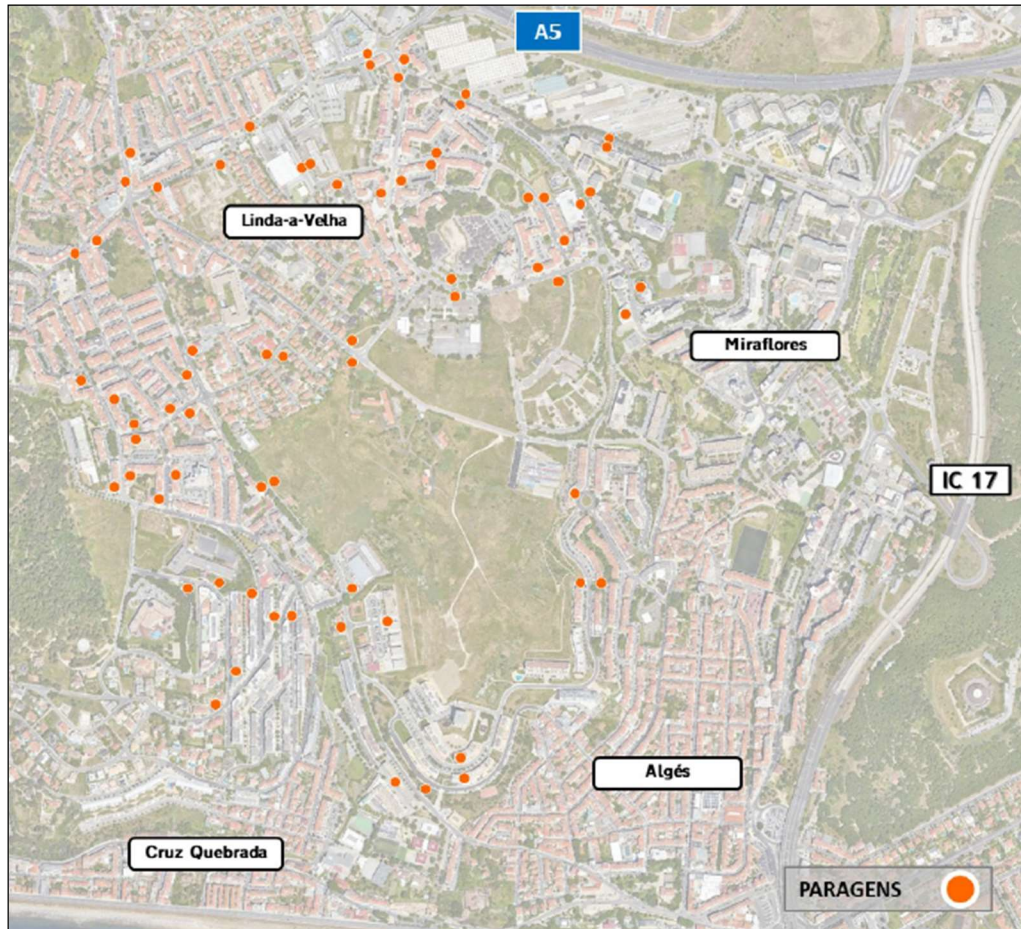 A5
Linda-a-Velha
Miraflores
IC 17
Algés
Cruz Quebrada
PARAGENS